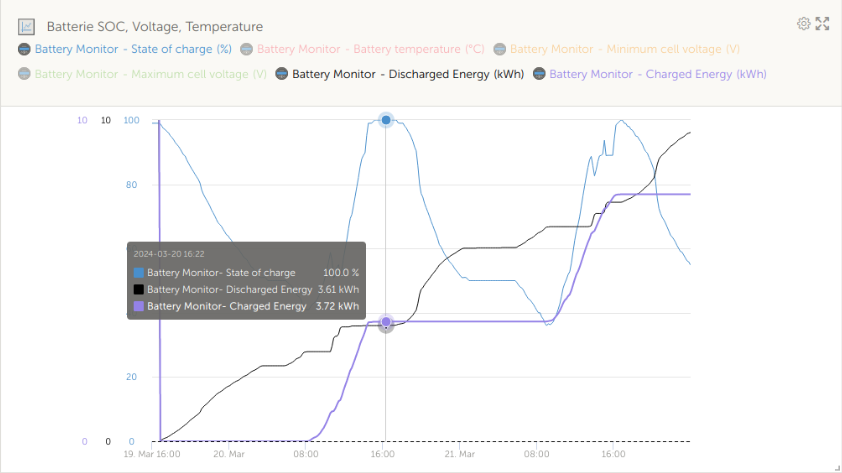 Batterie SOC, Voltage, Temperature
Battery Monitor - State of charge (%) Battery Monitor - Battery temperature (°C) Battery Monitor - Minimum cell voltage (V)
Battery Monitor - Maximum cell voltage (V) Battery Monitor - Discharged Energy (kWh) Battery Monitor - Charged Energy (kWh)
10 10 100
80
2024-03-20 16:22
Battery Monitor- State of charge 100.0 %
Battery Monitor- Discharged Energy 3.61 kWh
Battery Monitor- Charged Energy 3.72 kWh
20
0 0 0
19. Mar 16:00 20. Mar 08:00 16:00 21. Mar 08:00 16:00